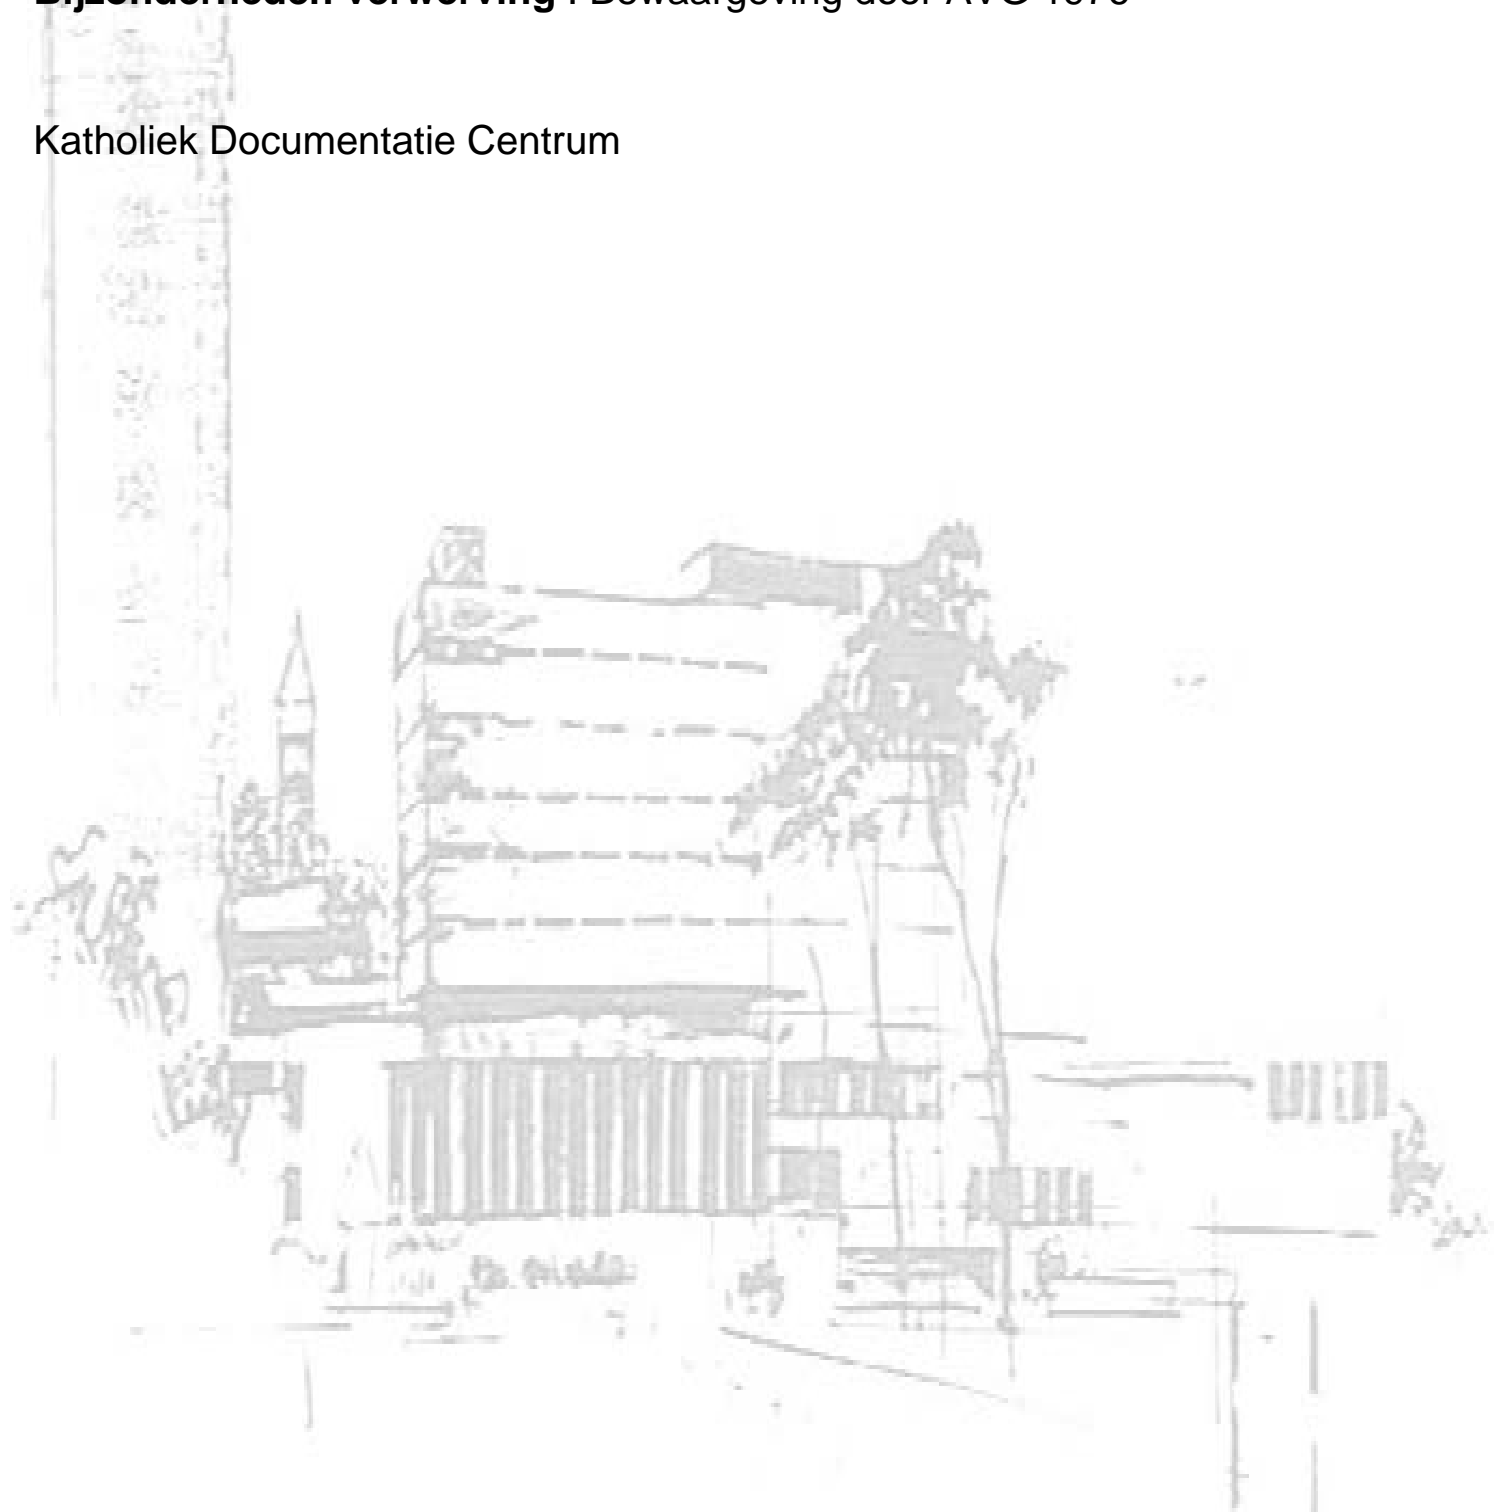 Bijzonderheden verwerving : Bewaargeving door
Katholiek Documentatie Centrum